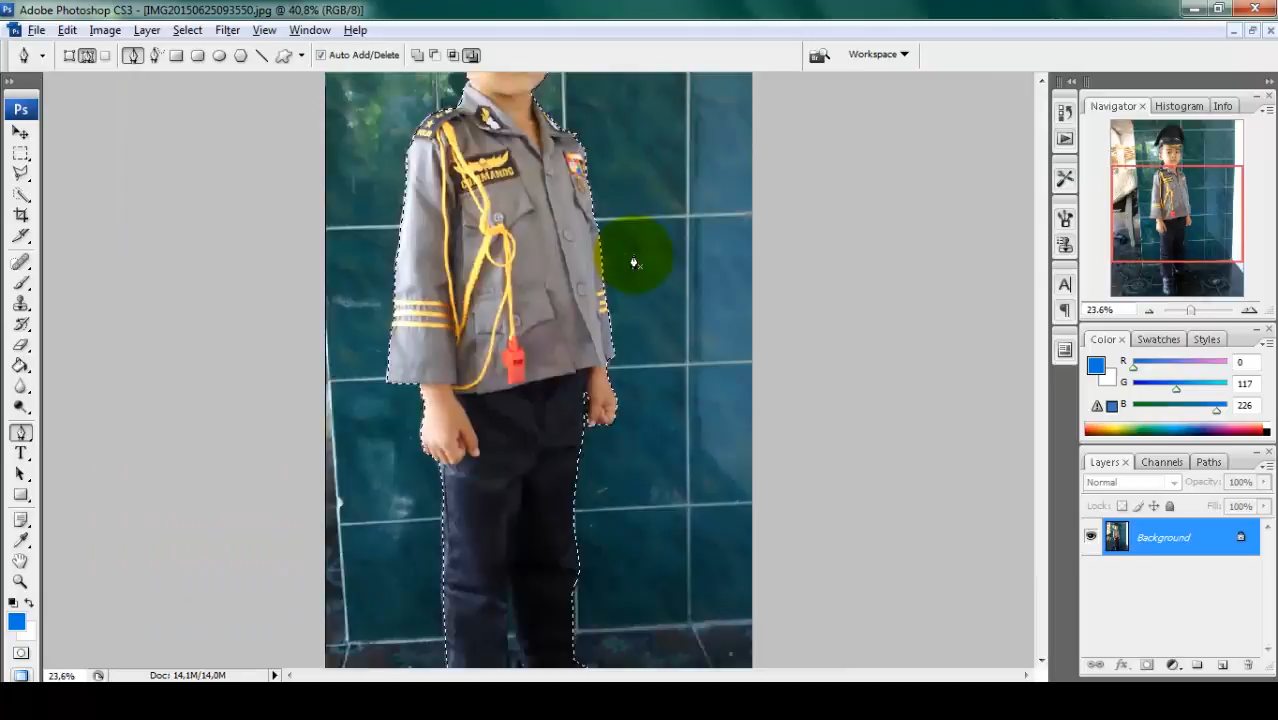 Adobe Photoshop CS3 - [IMG20150625093550.jpg @ 40,8% (RGB/8)]
File Edit Image Layer Select Filter View Window Help
Auto Add/Delete
Workspace
Ps
Navigator x Histogram Info
23.6%
Color x Swatches Styles
R 0
G 117
B 226
Layers x Channels Paths
Normal Opacity: 100%
Lock: Fill: 100%
Background
COMMANDO
T
A
23,6% Doc: 14,1M/14,0M